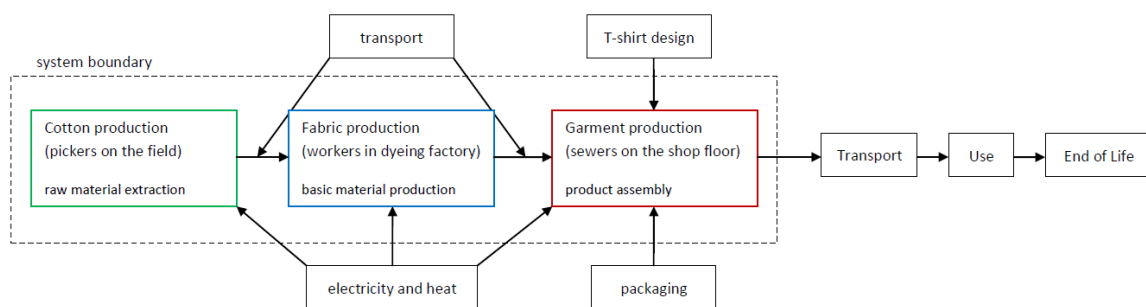 transport
T-shirt design
system boundary
Cotton production
(pickers on the field)
raw material extraction
Fabric production
(workers in dyeing factory)
basic material production
Garment production
(sewers on the shop floor)
product assembly
Transport
Use
End of Life
electricity and heat
packaging